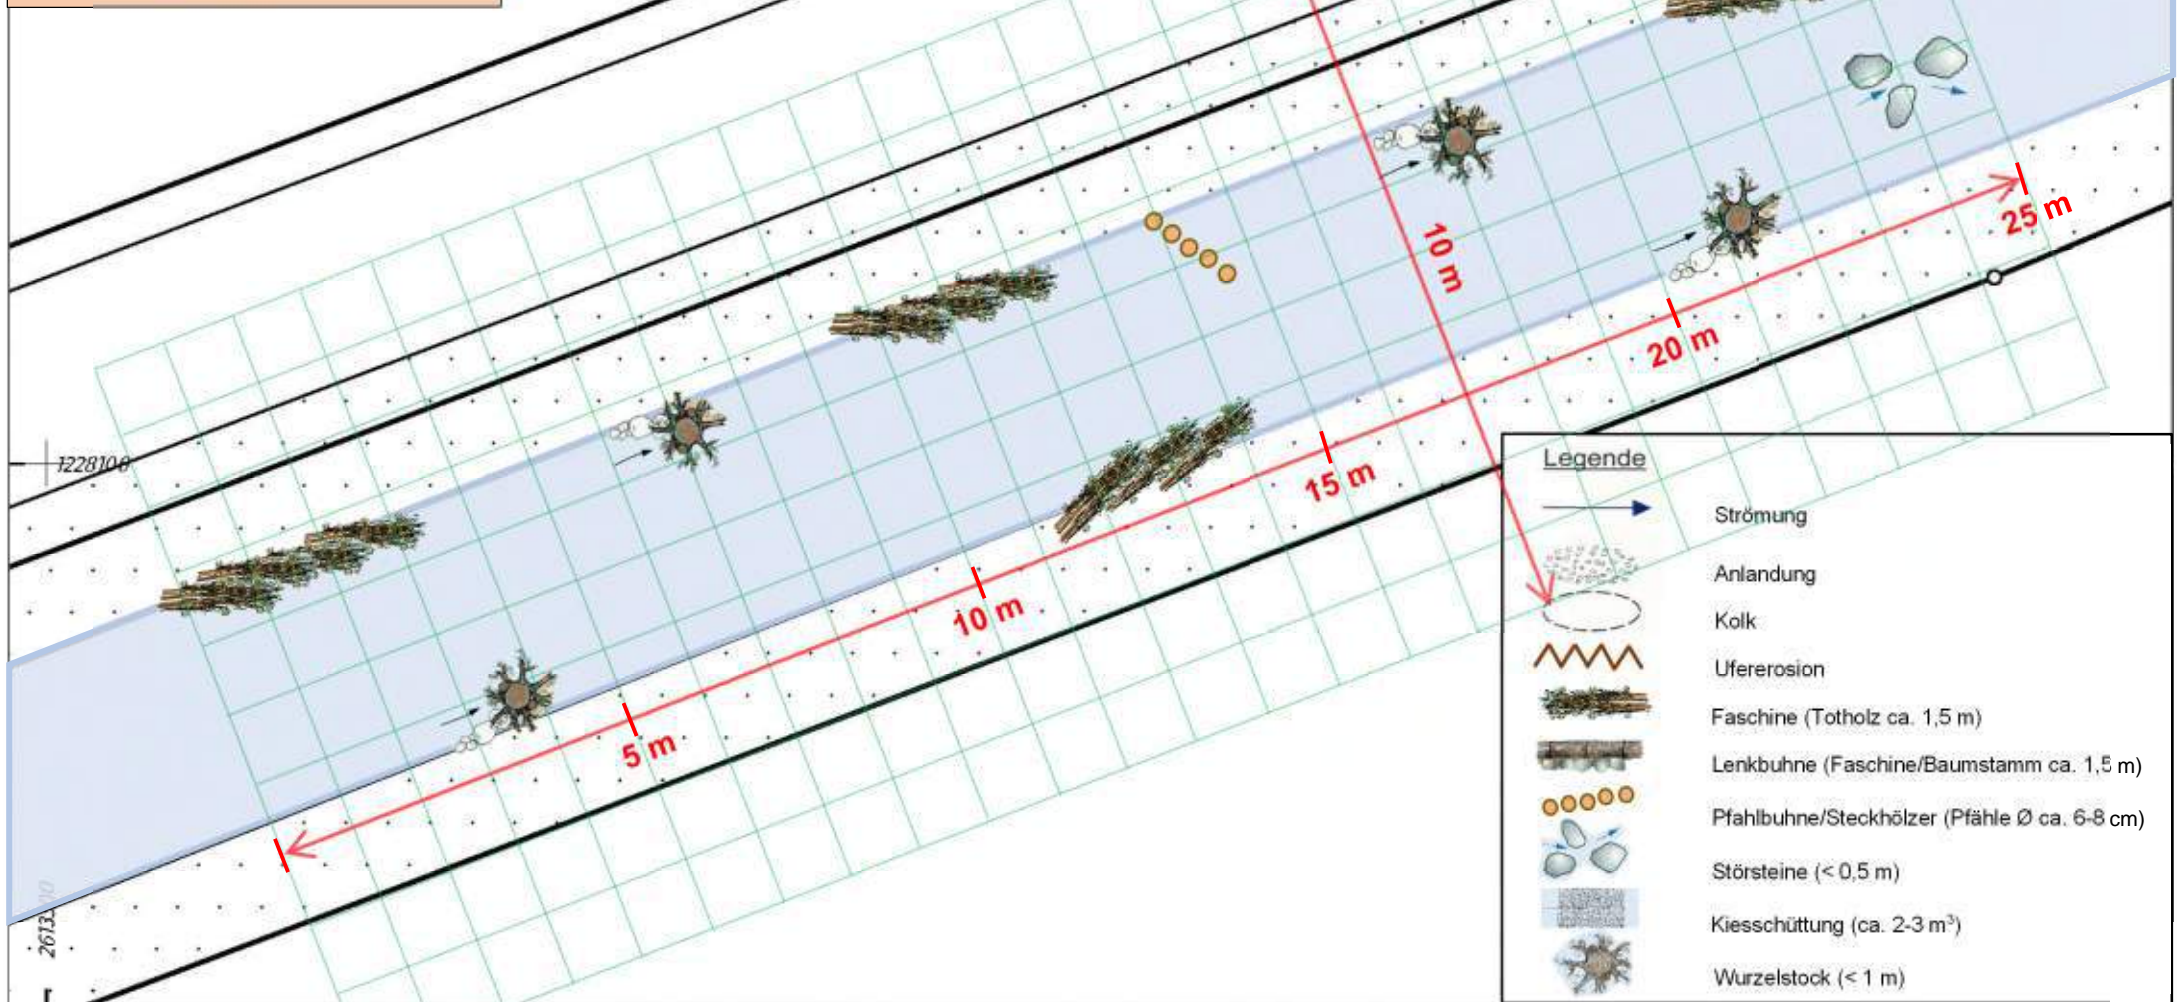 10 m
25 m
20 m
15 m
10 m
5 m
1228100
Legende
Strömung
Anlandung
Kolk
Ufererosion
Faschine (Totholz ca. 1,5 m)
Lenkbuhne (Faschine/Baumstamm ca. 1,5 m)
Pfahlbuhne/Steckhölzer (Pfähle Ø ca. 6-8 cm)
Störsteine (< 0,5 m)
Kiesschüttung (ca. 2-3 m³)
Wurzelstock (< 1 m)